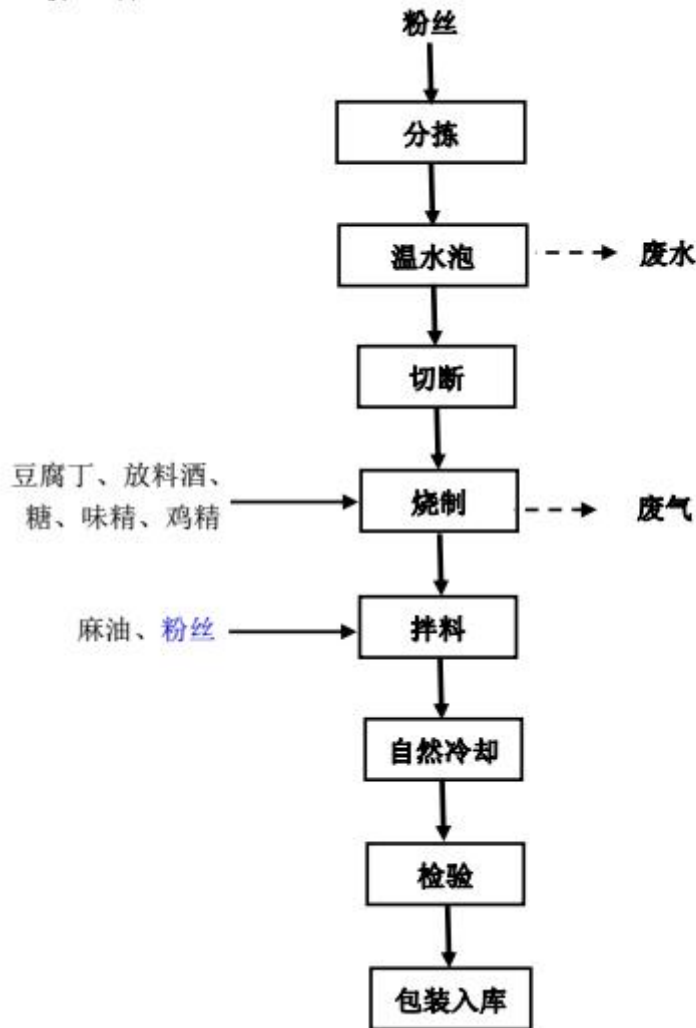 粉丝
分拣
温水泡
废水
切断
豆腐丁、放料酒、
糖、味精、鸡精
烧制
废气
麻油、粉丝
拌料
自然冷却
检验
包装入库